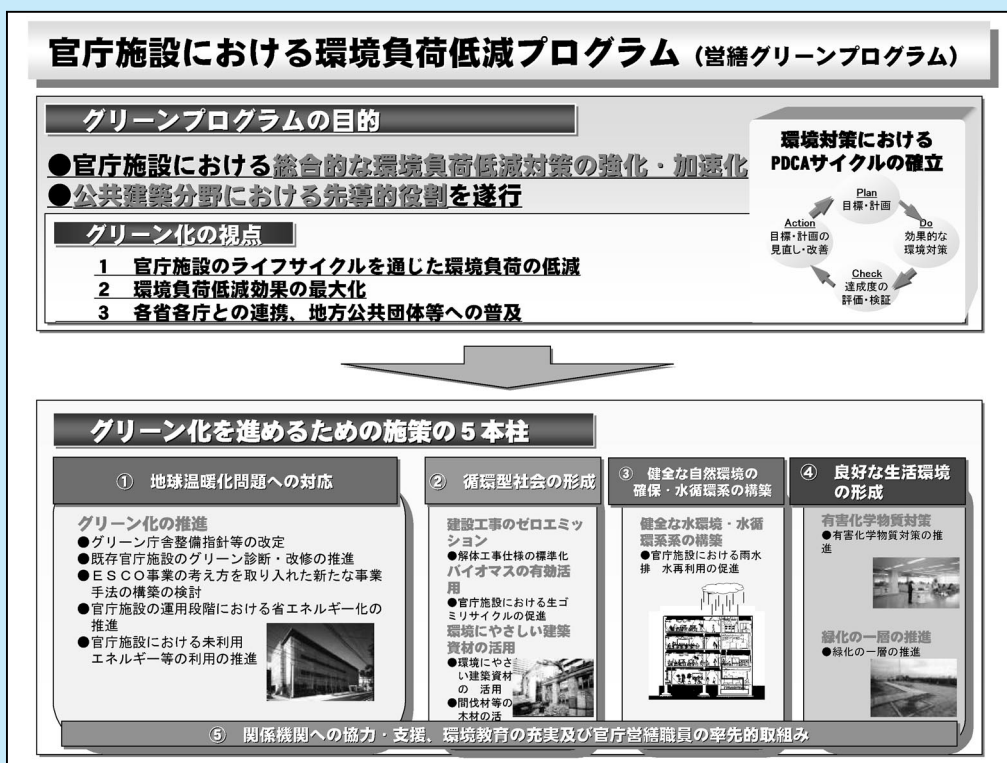 官庁施設における環境負荷低減プログラム（営繕グリーンプログラム）
グリーンプログラムの目的
●官庁施設における総合的な環境負荷低減対策の強化・加速化
●公共建築分野における先導的役割を遂行
グリーン化の視点
1 官庁施設のライフサイクルを通じた環境負荷の低減
2 環境負荷低減効果の最大化
3 各省各庁との連携、地方公共団体等への普及
環境対策における
PDCAサイクルの確立
Plan
目標・計画
Do
効果的な
環境対策
Check
達成度の
評価・検証
Action
目標・計画の
見直し・改善
グリーン化を進めるための施策の5本柱
① 地球温暖化問題への対応
グリーン化の推進
●グリーン庁舎整備指針等の改定
●既存官庁施設のグリーン診断・改修の推進
●ＥＳＣＯ事業の考え方を取り入れた新たな事業
手法の構築の検討
●官庁施設の運用段階における省エネルギー化の
推進
●官庁施設における未利用
エネルギー等の利用の推進
② 循環型社会の形成
建設工事のゼロエミッ
ション
●解体工事仕様の標準化
バイオマスの有効活
用
●官庁施設における生ゴ
ミリサイクルの促進
環境にやさしい建築
資材の活用
●環境にやさ
い建築資材
の 活用
●間伐材等の
木材の活
③ 健全な自然環境の
確保・水循環系の構築
健全な水環境・水循
環系系の構築
●官庁施設における雨水
排 水再利用の促進
④ 良好な生活環境
の形成
有害化学物質対策
●有害化学物質対策の推
進
緑化の一層の推進
●緑化の一層の推進
⑤ 関係機関への協力・支援、環境教育の充実及び官庁営繕職員の率先的取組み